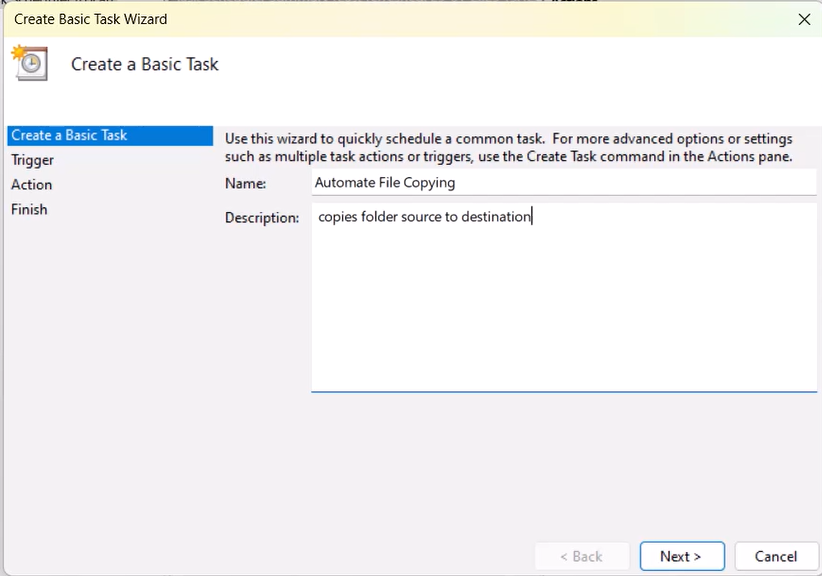 Create Basic Task Wizard
Create a Basic Task
Create a Basic Task
Trigger
Action
Finish
Use this wizard to quickly schedule a common task.  For more advanced options or settings
such as multiple task actions or triggers, use the Create Task command in the Actions pane.
Name: Automate File Copying
Description: copies folder source to destination
< Back Next > Cancel